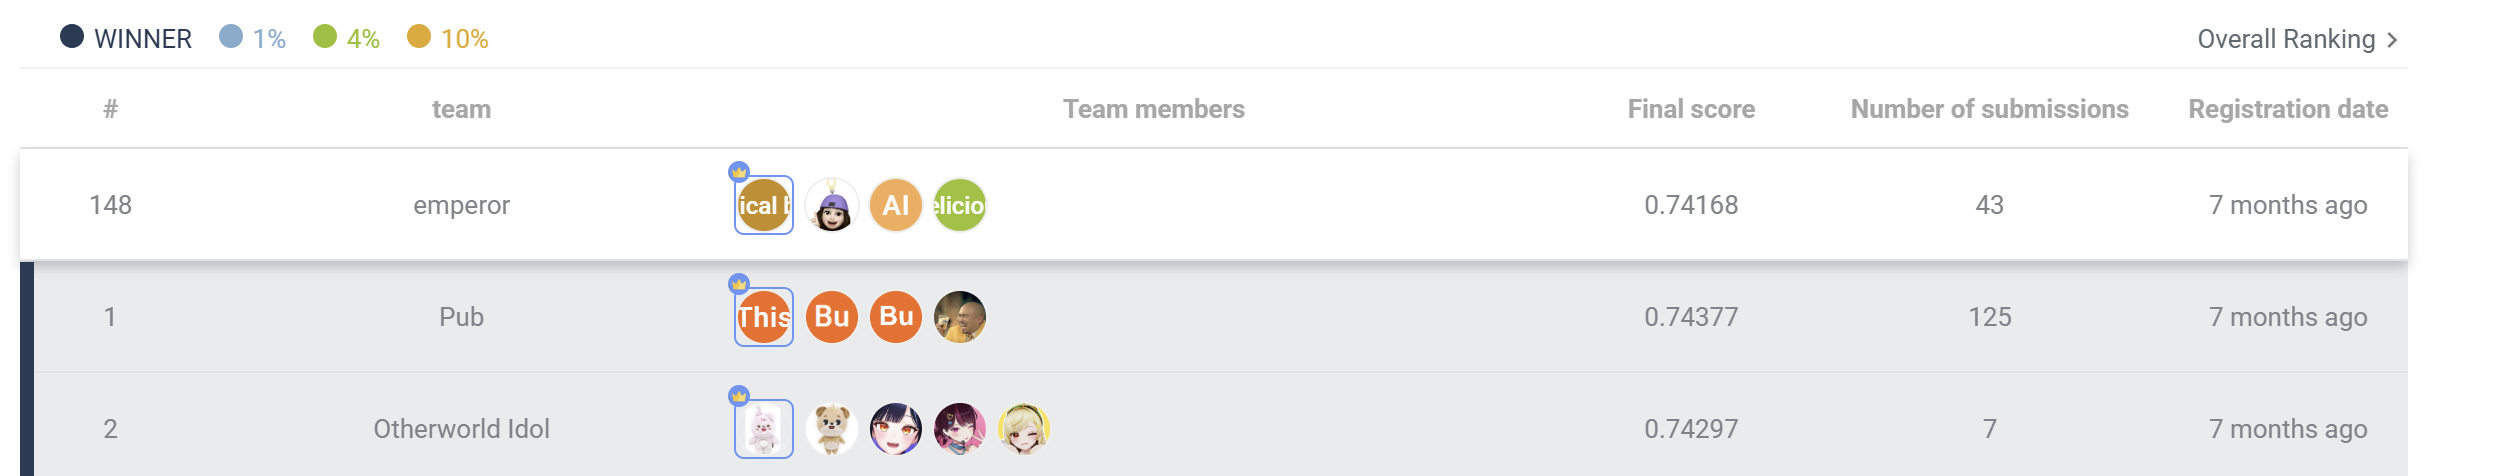 WINNER 1% 4% 10% Overall Ranking
# team Team members Final score Number of submissions Registration date
148 emperor ical AI elicio 0.74168 43 7 months ago
1 Pub This Bu Bu 0.74377 125 7 months ago
2 Otherworld Idol 0.74297 7 7 months ago